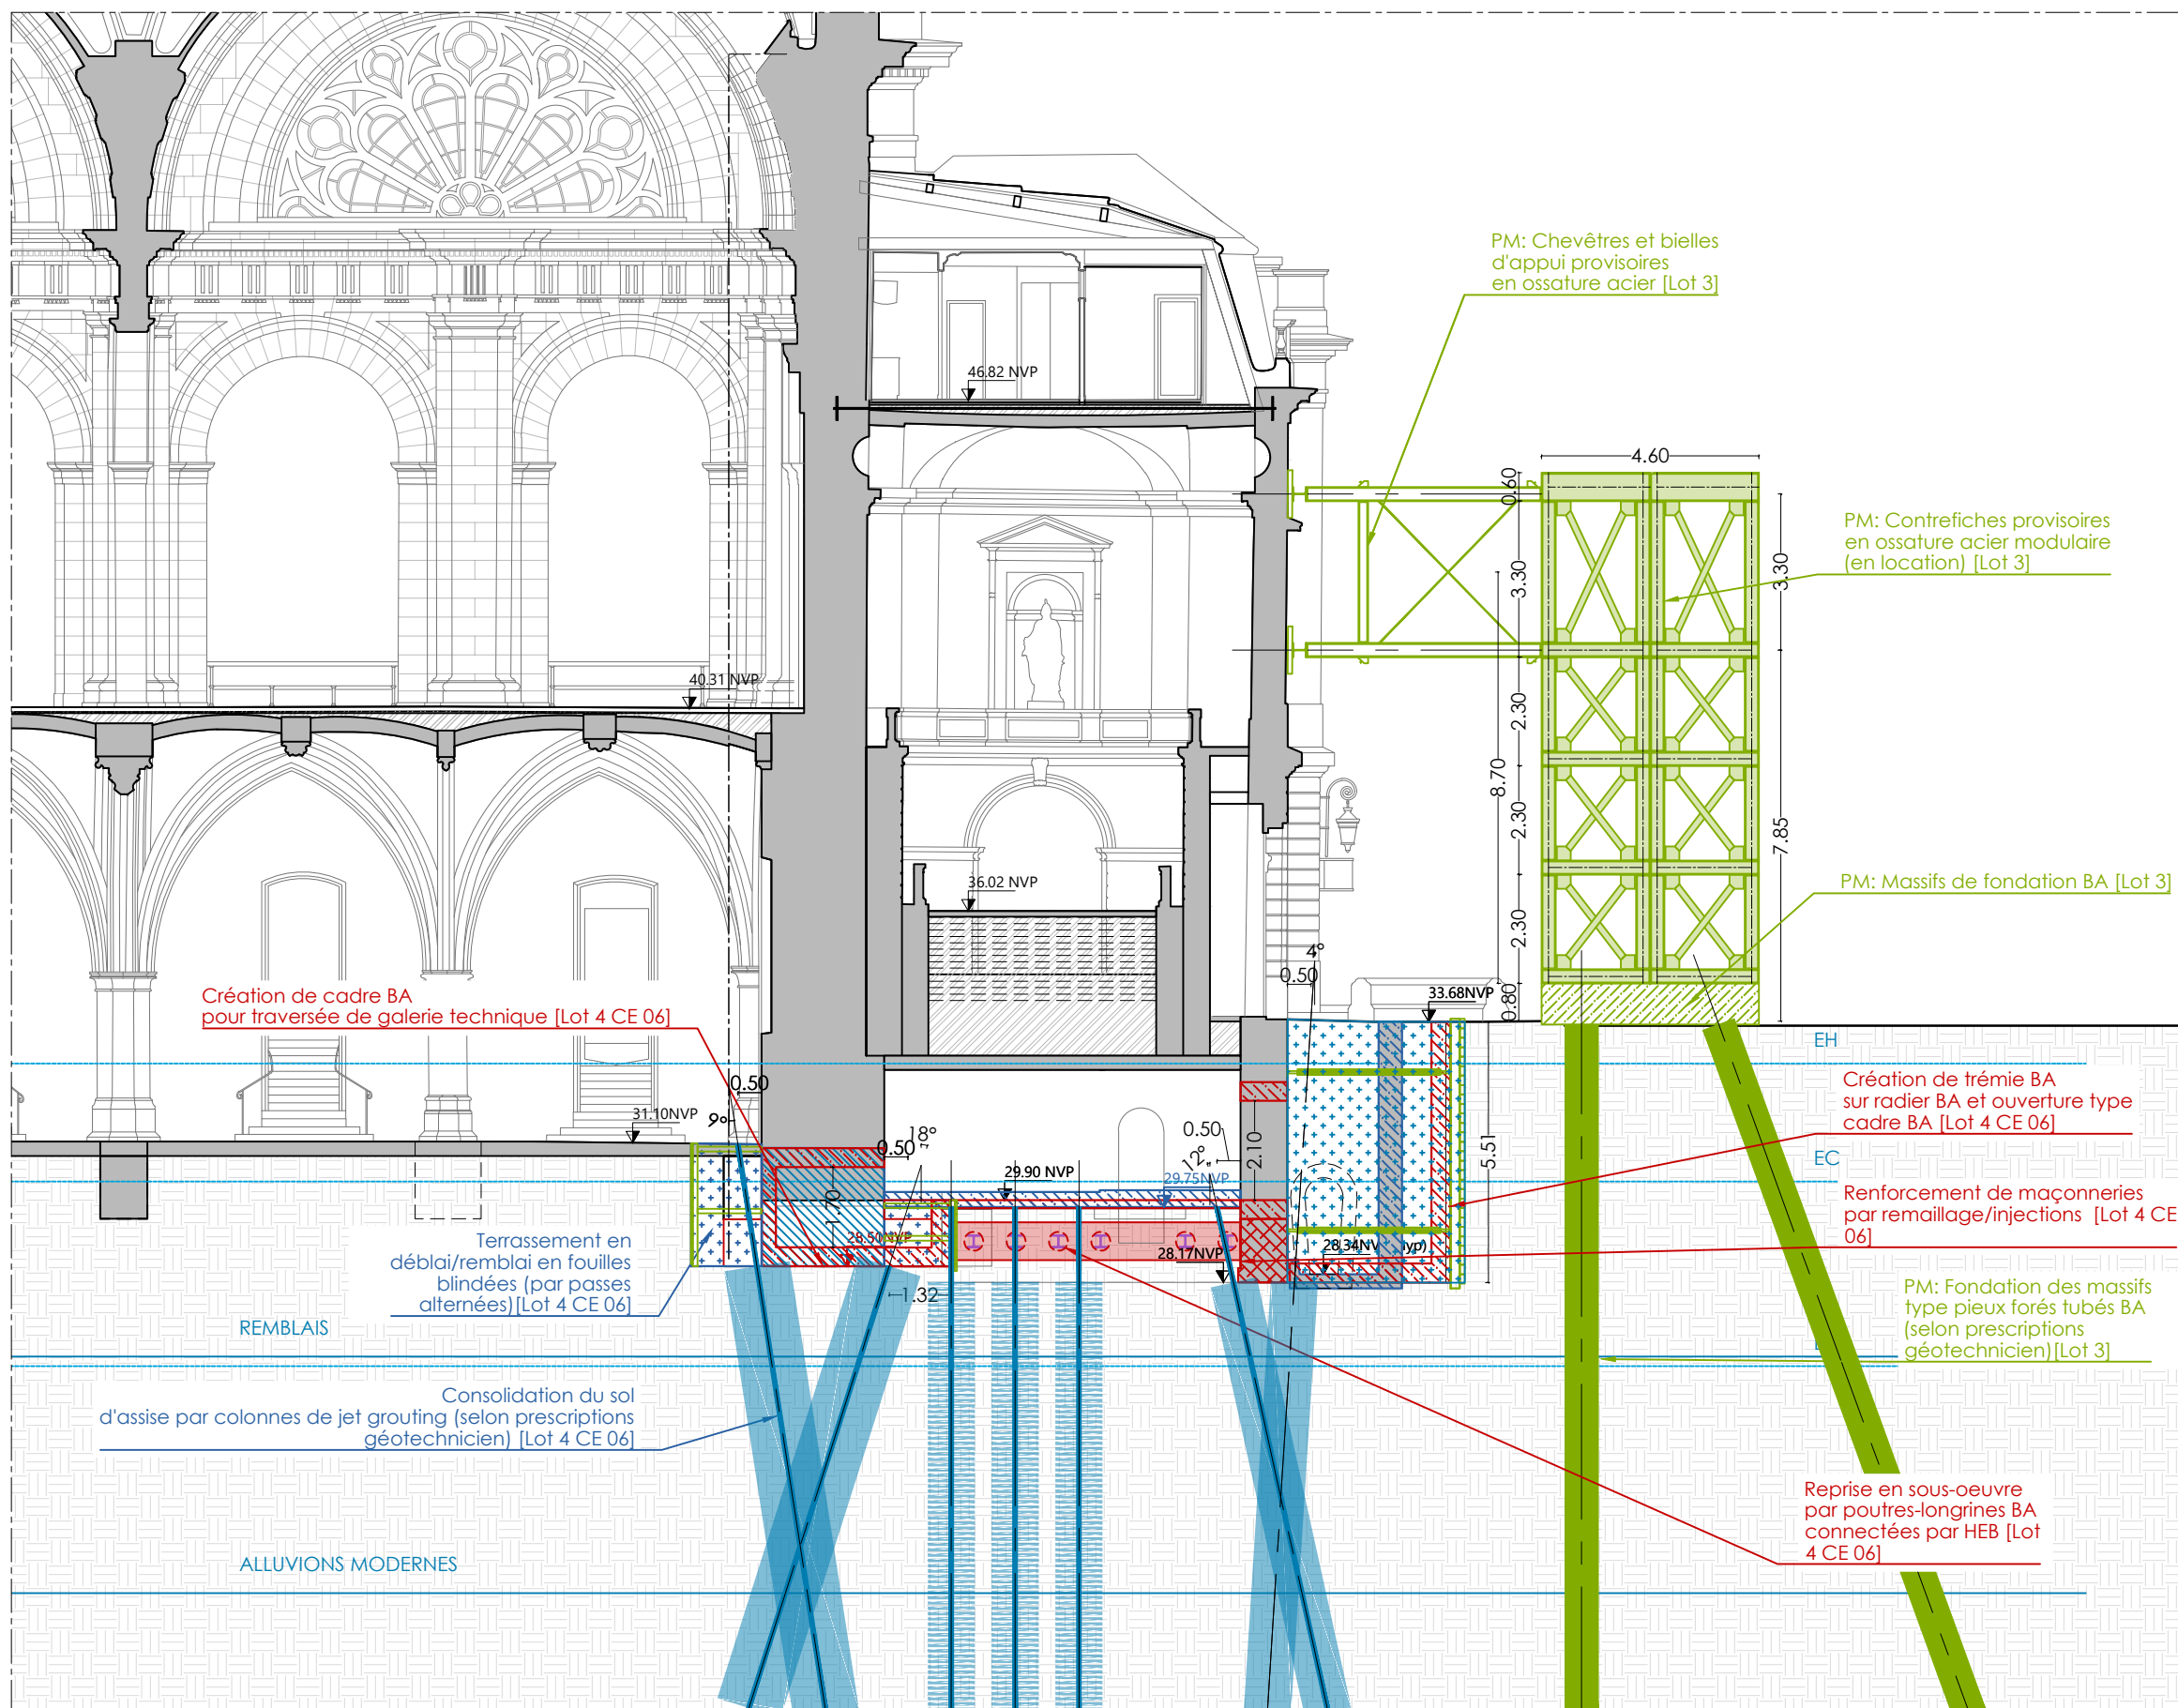 PM: Chevêtres et bielles
d'appui provisoires
en ossature acier [Lot 3]
46.82 NVP
4.60
0.60
3.30
3.30
PM: Contrefiches provisoires
en ossature acier modulaire
(en location) [Lot 3]
40.31 NVP
2.30
8.70
2.30
7.85
36.02 NVP
PM: Massifs de fondation BA [Lot 3]
2.30
4°
0.50
33.68NVP
0.80
Création de cadre BA
pour traversée de galerie technique [Lot 4 CE 06]
EH
0.50
31.10NVP
9°
0.50
18°
0.50
12°
2.10
5.51
Création de trémie BA
sur radier BA et ouverture type
cadre BA [Lot 4 CE 06]
EC
29.90 NVP
29.75NVP
1.70
28.50NVP
28.17NVP
28.34NV
yp)
Renforcement de maçonneries
par remaillage/injections [Lot 4 CE
06]
Terrassement en
déblai/remblai en fouilles
blindées (par passes
alternées)[Lot 4 CE 06]
1.32
REMBLAIS
PM: Fondation des massifs
type pieux forés tubés BA
(selon prescriptions
géotechnicien)[Lot 3]
Consolidation du sol
d'assise par colonnes de jet grouting (selon prescriptions
géotechnicien) [Lot 4 CE 06]
Reprise en sous-oeuvre
par poutres-longrines BA
connectées par HEB [Lot
4 CE 06]
ALLUVIONS MODERNES